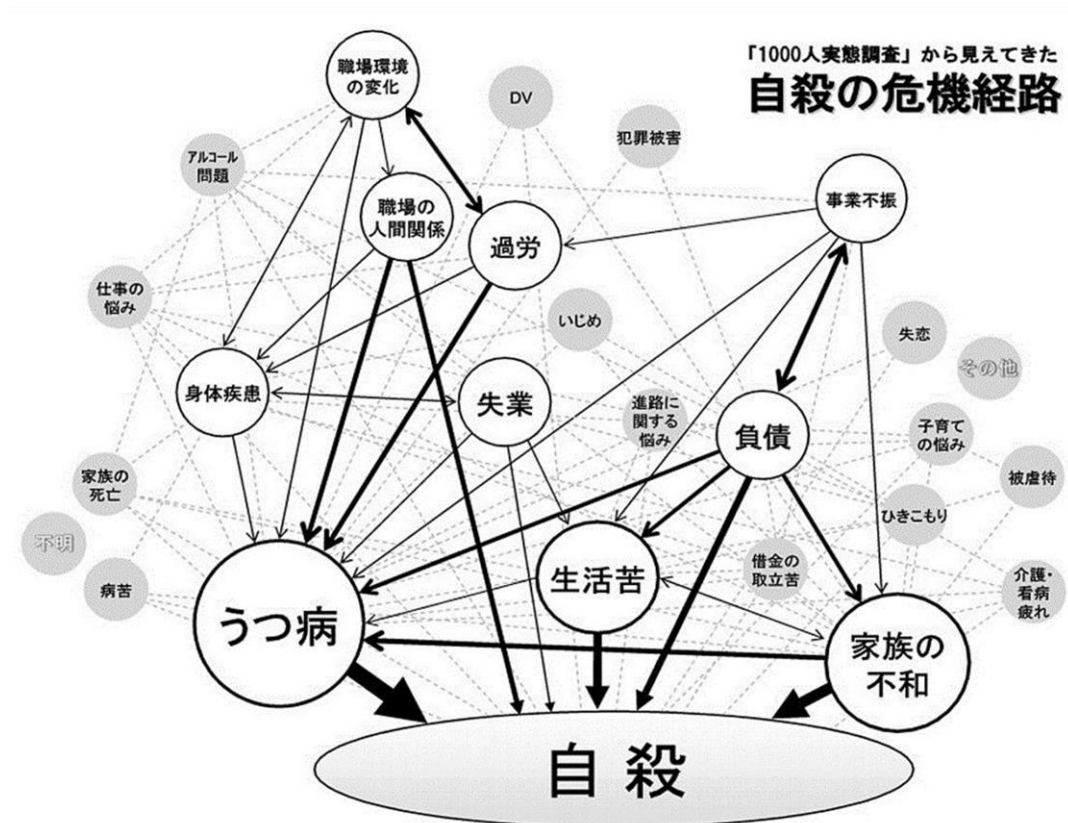 「1000人実態調査」から見えてきた
自殺の危機経路
職場環境
の変化
DV
犯罪被害
アルコール
問題
職場の
人間関係
過労
事業不振
仕事の
悩み
いじめ
失恋
その他
身体疾患
失業
進路に
関する
悩み
負債
子育て
の悩み
家族の
死亡
被虐待
ひきこもり
不明
病苦
うつ病
生活苦
借金の
取立苦
介護・
看病
疲れ
家族の
不和
自殺